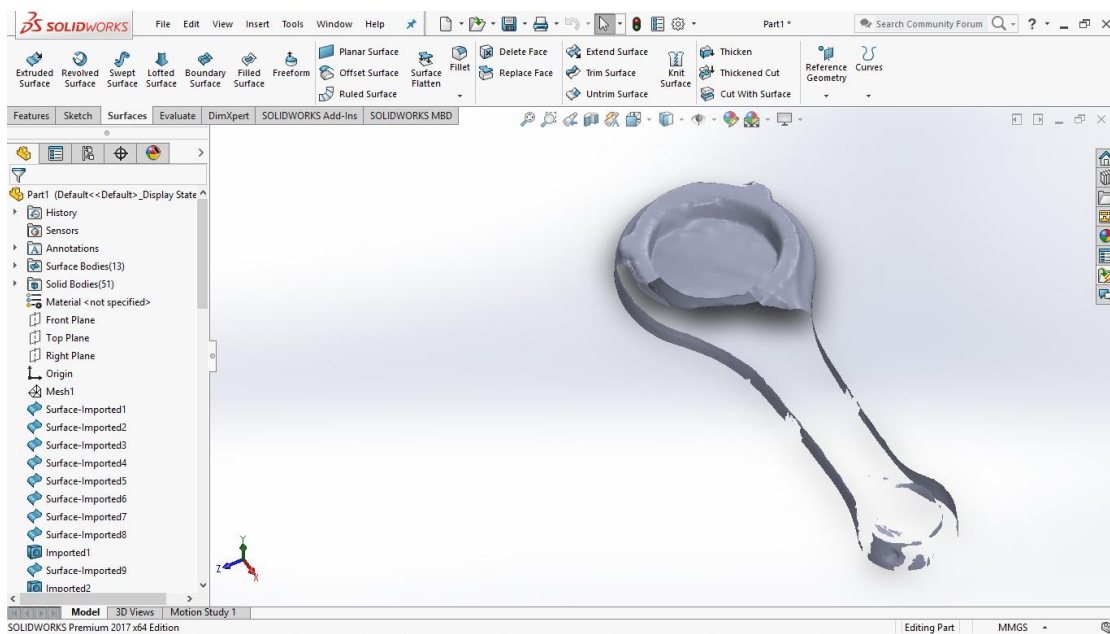 SOLIDWORKS File Edit View Insert Tools Window Help Part1 * Search Community Forum ?
Extruded Surface
Revolved Surface
Swept Surface
Lofted Surface
Boundary Surface
Filled Surface
Freeform
Planar Surface
Offset Surface
Ruled Surface
Surface Flatten
Fillet
Delete Face
Replace Face
Extend Surface
Trim Surface
Untrim Surface
Knit Surface
Thicken
Thickened Cut
Cut With Surface
Reference Geometry
Curves
Features Sketch Surfaces Evaluate DimXpert SOLIDWORKS Add-Ins SOLIDWORKS MBD
Part1 (Default<<Default>_Display State
History
Sensors
Annotations
Surface Bodies(13)
Solid Bodies(51)
Material <not specified>
Front Plane
Top Plane
Right Plane
Origin
Mesh1
Surface-Imported1
Surface-Imported2
Surface-Imported3
Surface-Imported4
Surface-Imported5
Surface-Imported6
Surface-Imported7
Surface-Imported8
Imported1
Surface-Imported9
Imported2
Y
Z
X
Model 3D Views Motion Study 1
SOLIDWORKS Premium 2017 x64 Edition Editing Part MMGS